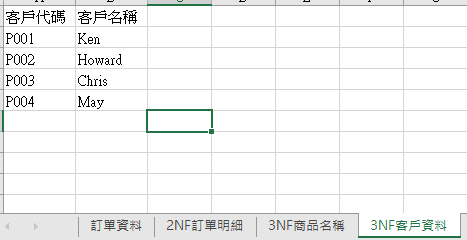 客戶代碼 客戶名稱
P001 Ken
P002 Howard
P003 Chris
P004 May
訂單資料 2NF訂單明細 3NF商品名稱 3NF客戶資料